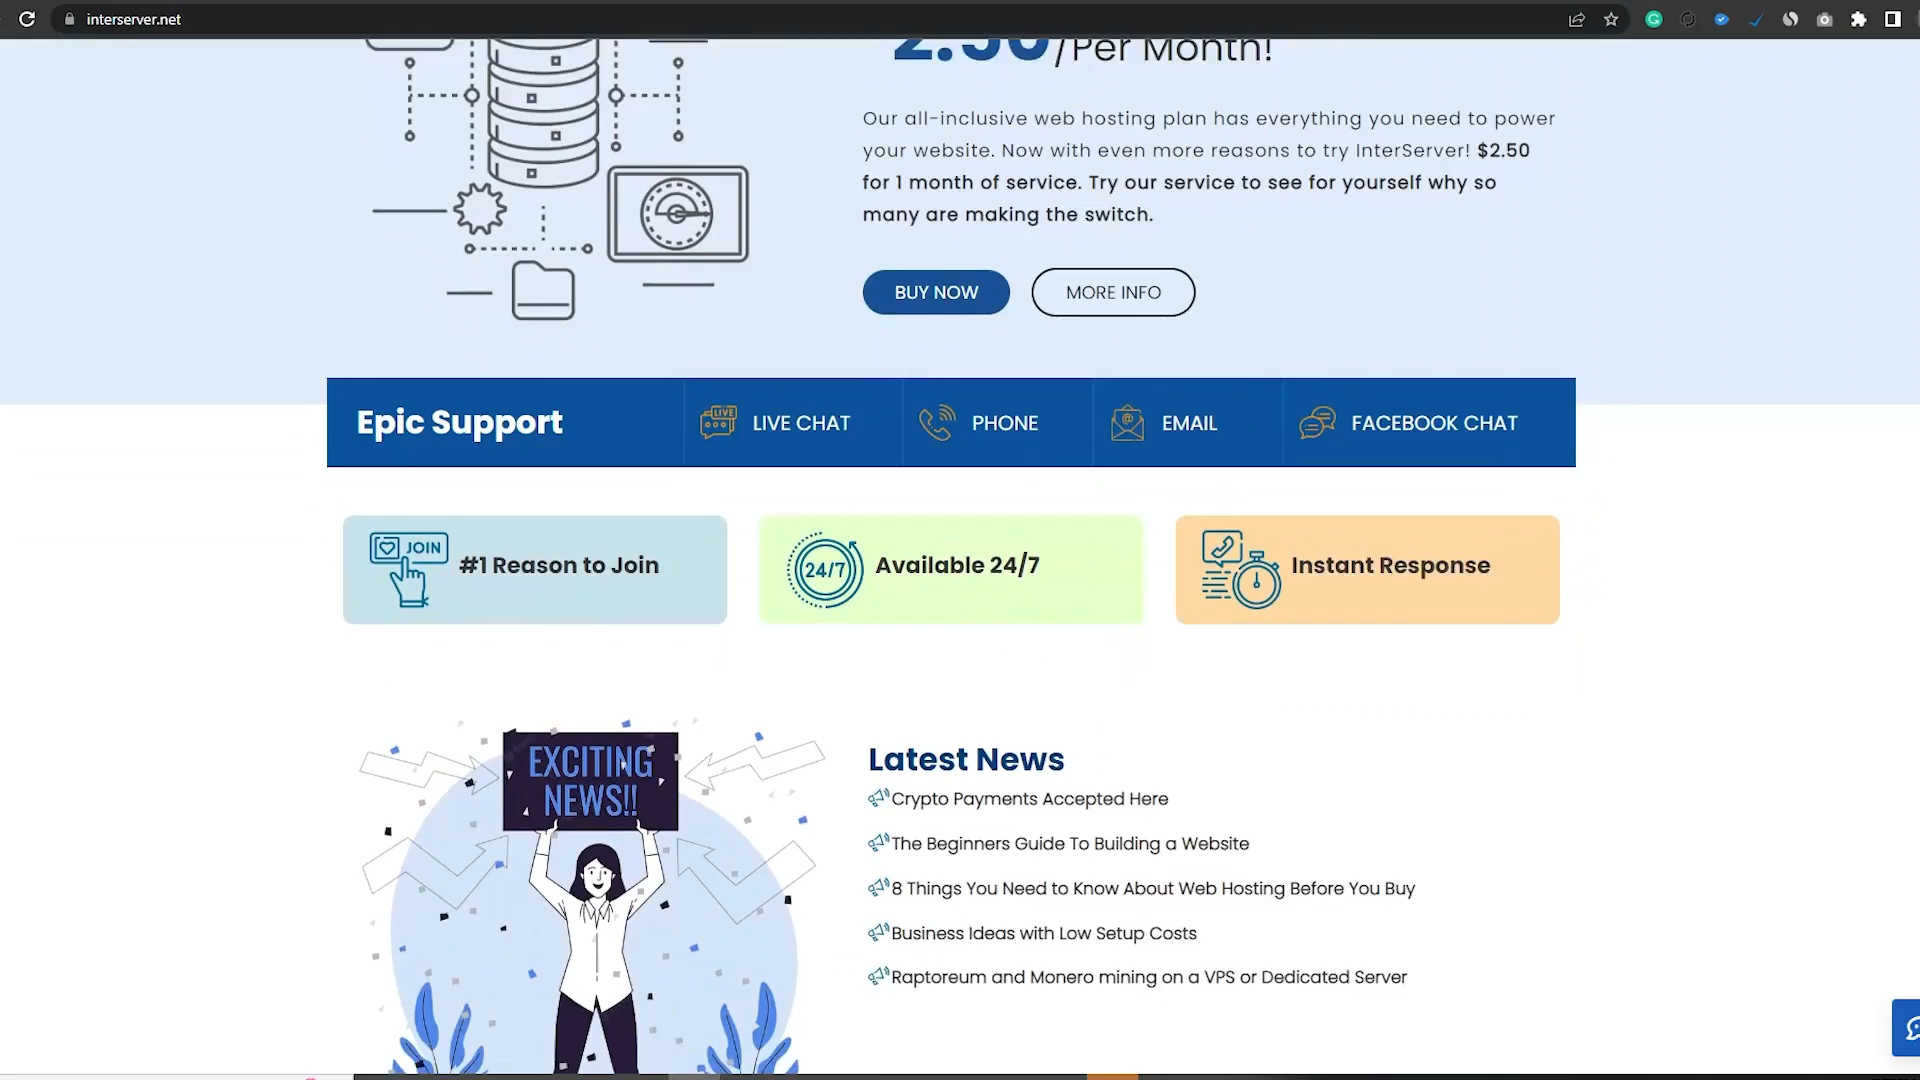 interserver.net
2.50/Per Month!
Our all-inclusive web hosting plan has everything you need to power
your website. Now with even more reasons to try InterServer! $2.50
for 1 month of service. Try our service to see for yourself why so
many are making the switch.
BUY NOW
MORE INFO
Epic Support
LIVE
LIVE CHAT
PHONE
@
EMAIL
FACEBOOK CHAT
JOIN
#1 Reason to Join
24/7
Available 24/7
Instant Response
EXCITING
NEWS!!
Latest News
Crypto Payments Accepted Here
The Beginners Guide To Building a Website
8 Things You Need to Know About Web Hosting Before You Buy
Business Ideas with Low Setup Costs
Raptoreum and Monero mining on a VPS or Dedicated Server